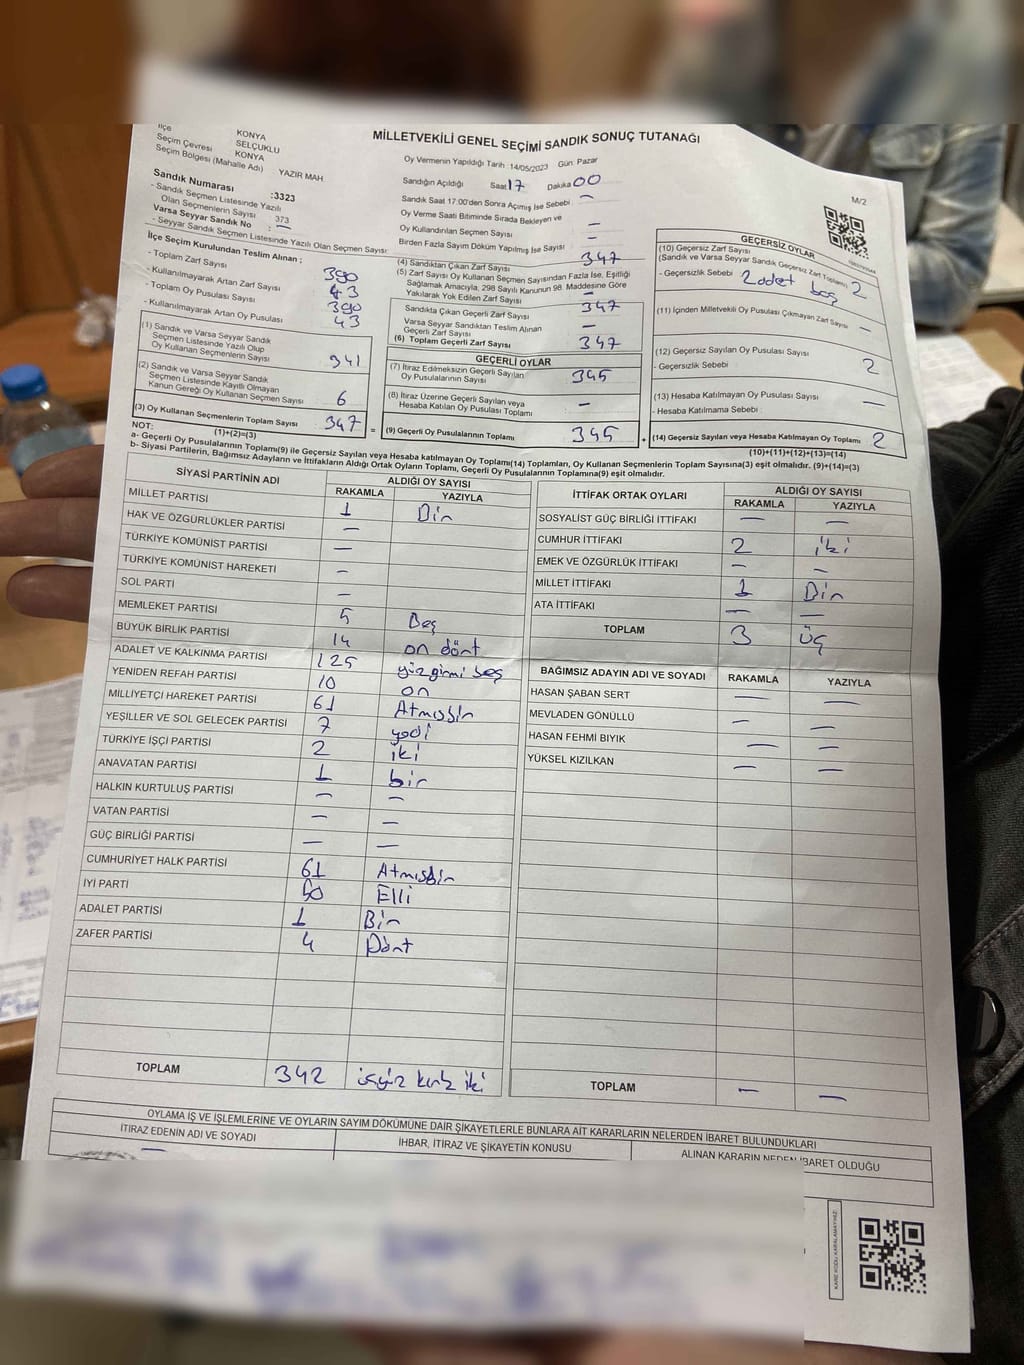 MİLLETVEKİLİ GENEL SEÇİMİ SANDIK SONUÇ TUTANAĞI
İlçe KONYA
Seçim Çevresi SELÇUKLU
Seçim Bölgesi (Mahalle Adı) KONYA
YAZIR MAH
Sandık Numarası :3323
- Sandık Seçmen Listesinde Yazılı
Olan Seçmenlerin Sayısı 373
Varsa Seyyar Sandık No : —
- Seyyar Sandık Seçmen Listesinde Yazılı Olan Seçmen Sayısı:
İlçe Seçim Kurulundan Teslim Alınan ;
- Toplam Zarf Sayısı 390
- Kullanılmayarak Artan Zarf Sayısı 43
- Toplam Oy Pusulası Sayısı 390
- Kullanılmayarak Artan Oy Pusulası 43
(1) Sandık ve Varsa Seyyar Sandık
Seçmen Listesinde Yazılı Olup
Oy Kullanan Seçmenlerin Sayısı 341
(2) Sandık ve Varsa Seyyar Sandık
Seçmen Listesinde Kayıtlı Olmayan
Kanun Gereği Oy Kullanan Seçmen Sayısı 6
(3) Oy Kullanan Seçmenlerin Toplam Sayısı 347
(1)+(2)=(3)
Oy Vermenin Yapıldığı Tarih :14/05/2023 Gün: Pazar
Sandığın Açıldığı Saat 17 Dakika 00
Sandık Saat 17:00'den Sonra Açımış İse Sebebi : —
Oy Verme Saati Bitiminde Sırada Bekleyen ve
Oy Kullandırılan Seçmen Sayısı : —
Birden Fazla Sayım Döküm Yapılmış İse Sayısı : —
(4) Sandıktan Çıkan Zarf Sayısı 347
(5) Zarf Sayısı Oy Kullanan Seçmen Sayısından Fazla İse, Eşitliği
Sağlamak Amacıyla, 298 Sayılı Kanunun 98. Maddesine Göre
Yakılarak Yok Edilen Zarf Sayısı —
Sandıkta Çıkan Geçerli Zarf Sayısı 347
Varsa Seyyar Sandıktan Teslim Alınan
Geçerli Zarf Sayısı —
(6) Toplam Geçerli Zarf Sayısı 347
GEÇERLİ OYLAR
(7) İtiraz Edilmeksizin Geçerli Sayılan
Oy Pusulalarının Sayısı 345
(8) İtiraz Üzerine Geçerli Sayılan veya
Hesaba Katılan Oy Pusulası Toplamı —
= (9) Geçerli Oy Pusulalarının Toplamı 345 +
M/2
GEÇERSİZ OYLAR
(10) Geçersiz Zarf Sayısı
(Sandık ve Varsa Seyyar Sandık Geçersiz Zarf Toplamı) 2
- Geçersizlik Sebebi : 2 adet boş
(11) İçinden Milletvekili Oy Pusulası Çıkmayan Zarf Sayısı —
(12) Geçersiz Sayılan Oy Pusulası Sayısı 2
- Geçersizlik Sebebi :
(13) Hesaba Katılmayan Oy Pusulası Sayısı —
- Hesaba Katılmama Sebebi :
(14) Geçersiz Sayılan veya Hesaba Katılmayan Oy Toplamı 2
(10)+(11)+(12)+(13)=(14)
NOT:
a- Geçerli Oy Pusulalarının Toplamı(9) ile Geçersiz Sayılan veya Hesaba katılmayan Oy Toplamı(14) Toplamları, Oy Kullanan Seçmenlerin Toplam Sayısına(3) eşit olmalıdır. (9)+(14)=(3)
b- Siyasi Partilerin, Bağımsız Adayların ve İttifakların Aldığı Ortak Oyların Toplamı, Geçerli Oy Pusulalarının Toplamına(9) eşit olmalıdır.
SİYASİ PARTİNİN ADI ALDIĞI OY SAYISI
RAKAMLA YAZIYLA
MİLLET PARTİSI 1 Bir
HAK VE ÖZGÜRLÜKLER PARTİSİ —
TÜRKİYE KOMÜNIST PARTİSI —
TÜRKİYE KOMÜNIST HAREKETI —
SOL PARTI —
MEMLEKET PARTİSI 5 Beş
BÜYÜK BIRLIK PARTİSI 14 on dört
ADALET VE KALKINMA PARTİSI 125 yüzyirmi beş
YENİDEN REFAH PARTISI 10 on
MILLIYETÇI HAREKET PARTISI 61 Atmışbir
YEŞİLLER VE SOL GELECEK PARTİSİ 7 yedi
TÜRKİYE İŞÇİ PARTİSİ 2 iki
ANAVATAN PARTİSİ 1 bir
HALKIN KURTULUŞ PARTİSİ — —
VATAN PARTİSI — —
GÜÇ BIRLIĞI PARTİSİ — —
CUMHURİYET HALK PARTİSI 61 Atmışbir
İYİ PARTİ 50 Elli
ADALET PARTİSI 1 Bir
ZAFER PARTİSI 4 Dört
TOPLAM 342 üçyüz kırk iki
İTTİFAK ORTAK OYLARI ALDIĞI OY SAYISI
RAKAMLA YAZIYLA
SOSYALIST GÜÇ BİRLİĞİ İTTİFAKI — —
CUMHUR İTTİFAKI 2 iki
EMEK VE ÖZGÜRLÜK İTTİFAKI — —
MİLLET İTTİFAKI 1 Bir
ATA İTTİFAKI — —
TOPLAM 3 üç
BAĞIMSIZ ADAYIN ADI VE SOYADI RAKAMLA YAZIYLA
HASAN ŞABAN SERT — —
MEVLADEN GÖNÜLLÜ — —
HASAN FEHMI BIYIK — —
YÜKSEL KIZILKAN — —
TOPLAM — —
OYLAMA İŞ VE İŞLEMLERİNE VE OYLARIN SAYIM DÖKÜMÜNE DAİR ŞİKAYETLERLE BUNLARA AİT KARARLARIN NELERDEN İBARET BULUNDUKLARI
İTİRAZ EDENİN ADI VE SOYADI İHBAR, İTİRAZ VE ŞİKAYETİN KONUSU ALINAN KARARIN NEDEN İBARET OLDUĞU
—
KARE KODU KARALAMAYINIZ.